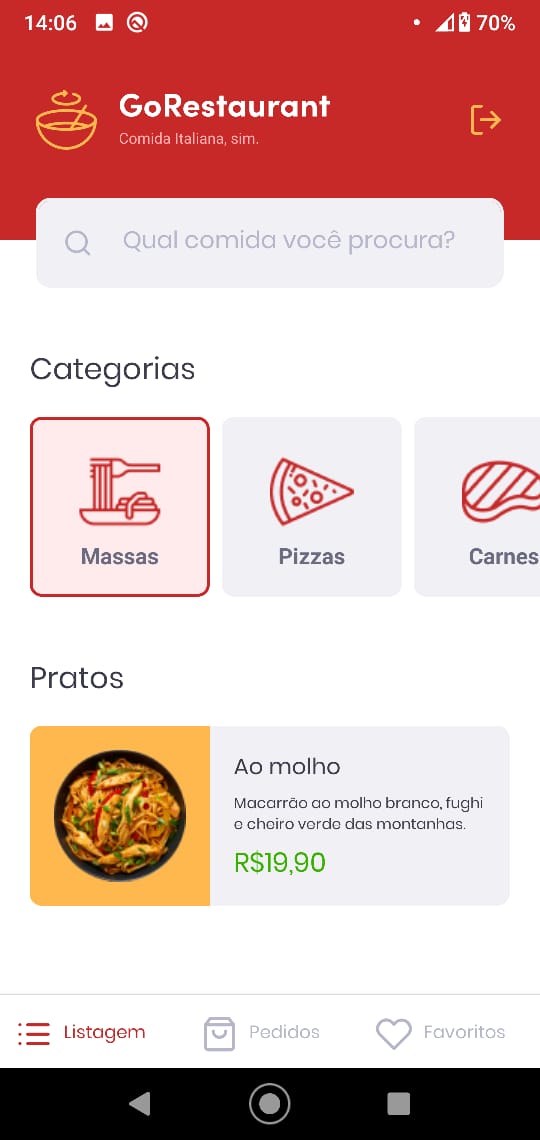 14:06
70%
GoRestaurant
Comida Italiana, sim.
Qual comida você procura?
Categorias
Massas
Pizzas
Carnes
Pratos
Ao molho
Macarrão ao molho branco, fughi
e cheiro verde das montanhas.
R$19,90
Listagem
Pedidos
Favoritos